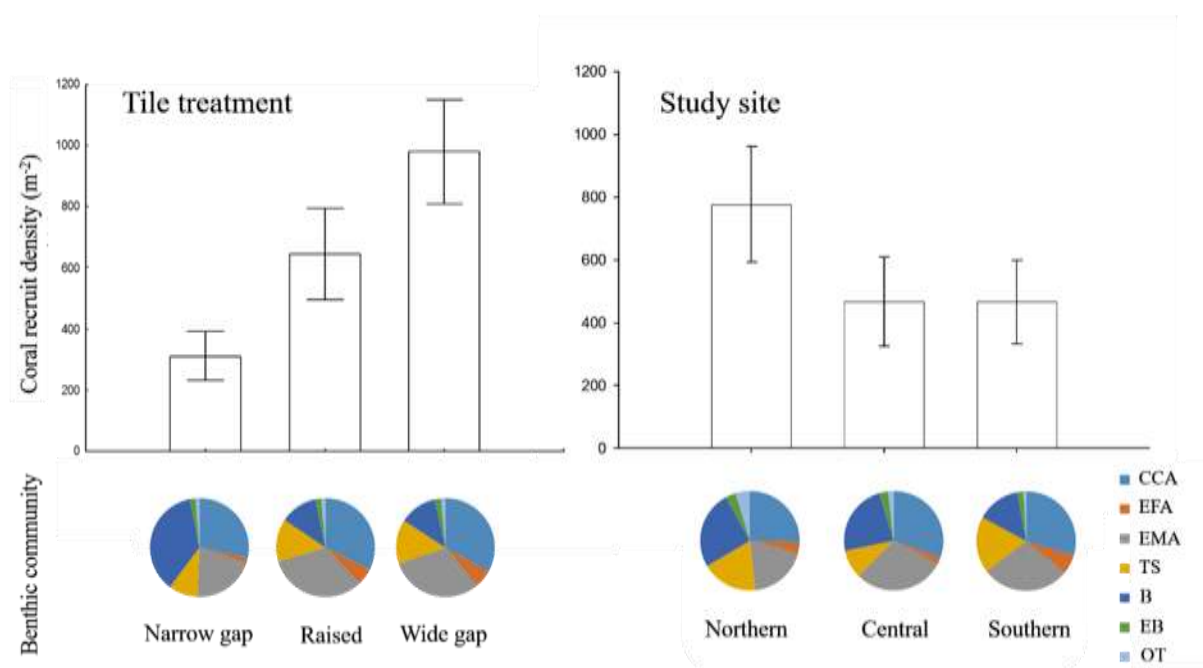 Tile treatment
Coral recruit density (m-2)
1200
1000
800
600
400
200
0
Study site
1200
1000
800
600
400
200
0
Benthic community
Narrow gap
Raised
Wide gap
Northern
Central
Southern
CCA
EFA
EMA
TS
B
EB
OT